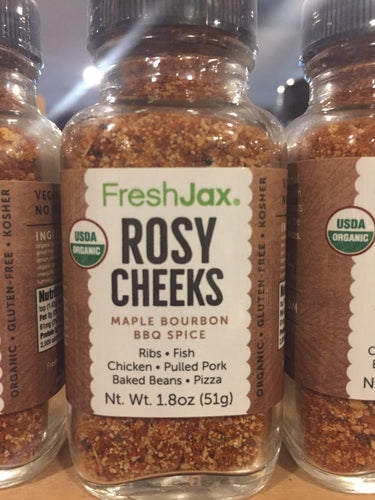 FreshJax®
USDA
ORGANIC
ROSY
CHEEKS
MAPLE BOURBON
BBQ SPICE
Ribs • Fish
Chicken • Pulled Pork
Baked Beans • Pizza
Nt. Wt. 1.8oz (51g)
ORGANIC • GLUTEN-FREE • KOSHER
ORGANIC • GLUTEN-FREE • KOSHER
USDA
ORGANIC